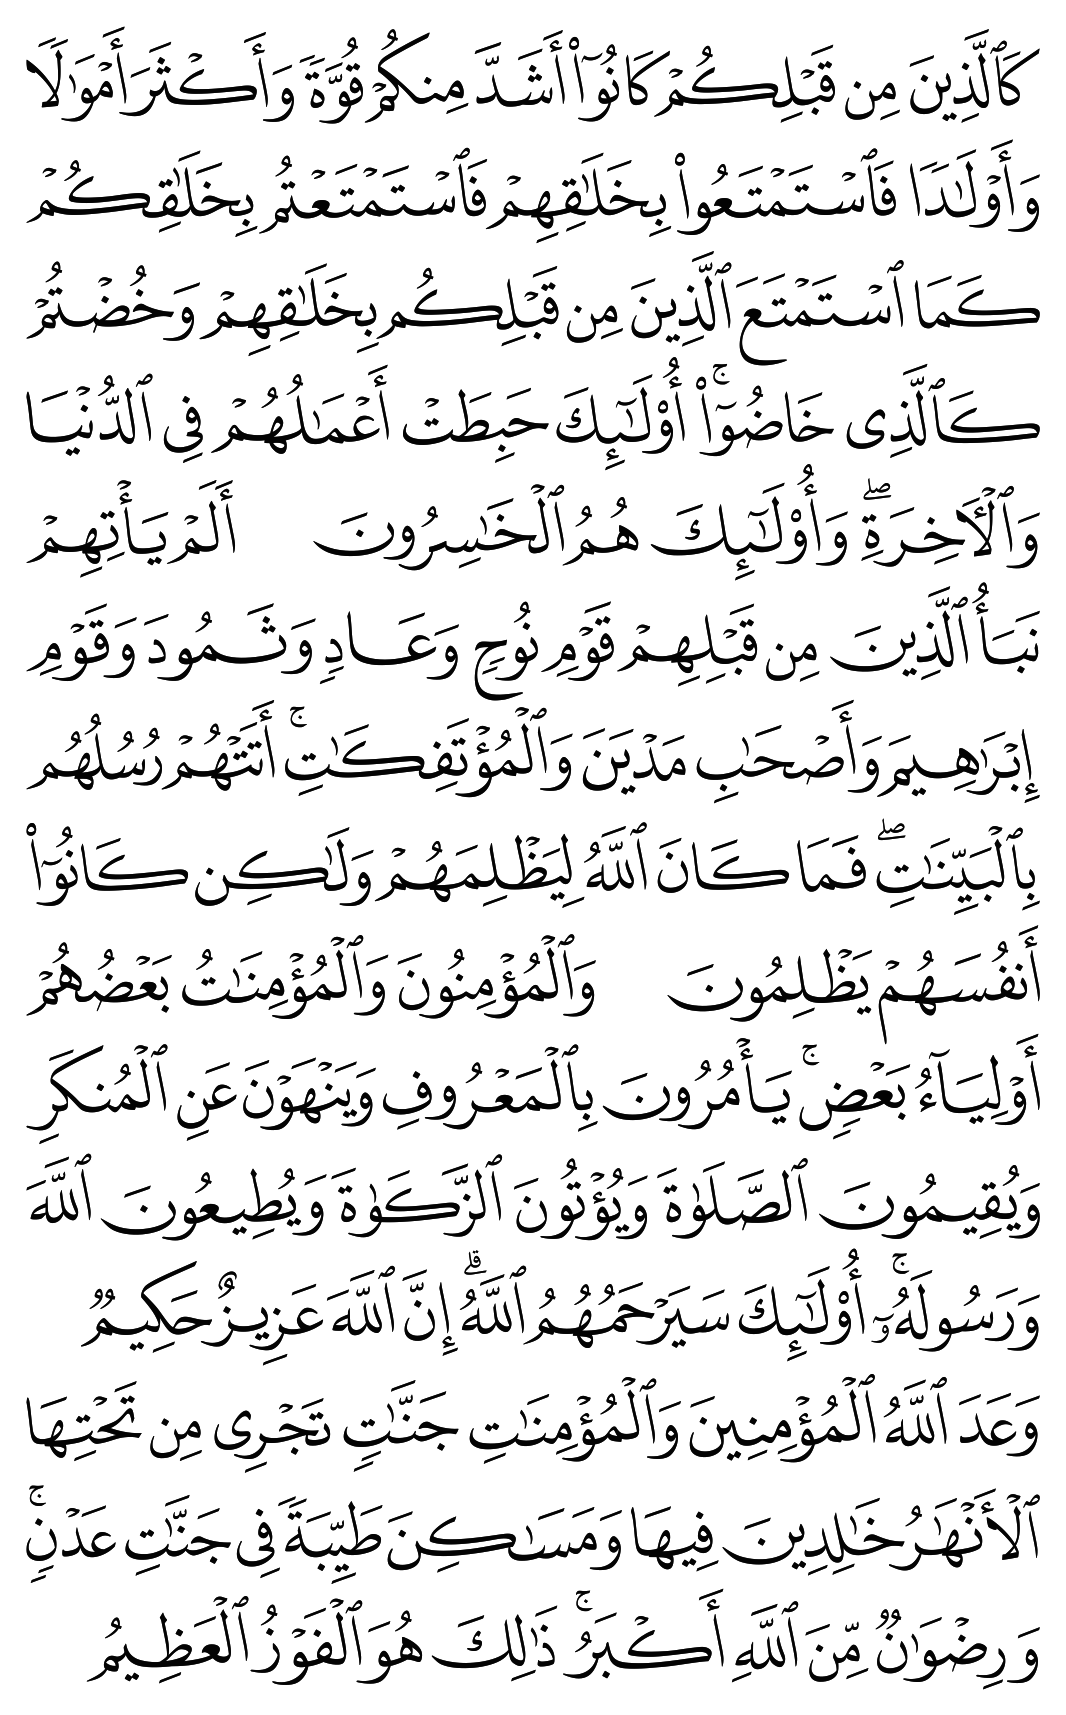 كَٱلَّذِينَ مِن قَبْلِكُمْ كَانُوٓا۟ أَشَدَّ مِنكُمْ قُوَّةً وَأَكْثَرَ أَمْوَٰلًا
وَأَوْلَٰدًا فَٱسْتَمْتَعُوا۟ بِخَلَٰقِهِمْ فَٱسْتَمْتَعْتُم بِخَلَٰقِكُمْ
كَمَا ٱسْتَمْتَعَ ٱلَّذِينَ مِن قَبْلِكُم بِخَلَٰقِهِمْ وَخُضْتُمْ
كَٱلَّذِى خَاضُوٓا۟ ۚ أُو۟لَٰٓئِكَ حَبِطَتْ أَعْمَٰلُهُمْ فِى ٱلدُّنْيَا
وَٱلْـَٔاخِرَةِ ۖ وَأُو۟لَٰٓئِكَ هُمُ ٱلْخَٰسِرُونَ أَلَمْ يَأْتِهِمْ
نَبَأُ ٱلَّذِينَ مِن قَبْلِهِمْ قَوْمِ نُوحٍ وَعَادٍ وَثَمُودَ وَقَوْمِ
إِبْرَٰهِيمَ وَأَصْحَٰبِ مَدْيَنَ وَٱلْمُؤْتَفِكَٰتِ ۚ أَتَتْهُمْ رُسُلُهُم
بِٱلْبَيِّنَٰتِ ۖ فَمَا كَانَ ٱللَّهُ لِيَظْلِمَهُمْ وَلَٰكِن كَانُوٓا۟
أَنفُسَهُمْ يَظْلِمُونَ وَٱلْمُؤْمِنُونَ وَٱلْمُؤْمِنَٰتُ بَعْضُهُمْ
أَوْلِيَآءُ بَعْضٍ ۚ يَأْمُرُونَ بِٱلْمَعْرُوفِ وَيَنْهَوْنَ عَنِ ٱلْمُنكَرِ
وَيُقِيمُونَ ٱلصَّلَوٰةَ وَيُؤْتُونَ ٱلزَّكَوٰةَ وَيُطِيعُونَ ٱللَّهَ
وَرَسُولَهُۥٓ ۚ أُو۟لَٰٓئِكَ سَيَرْحَمُهُمُ ٱللَّهُ ۗ إِنَّ ٱللَّهَ عَزِيزٌ حَكِيمٌ
وَعَدَ ٱللَّهُ ٱلْمُؤْمِنِينَ وَٱلْمُؤْمِنَٰتِ جَنَّٰتٍ تَجْرِى مِن تَحْتِهَا
ٱلْأَنْهَٰرُ خَٰلِدِينَ فِيهَا وَمَسَٰكِنَ طَيِّبَةً فِى جَنَّٰتِ عَدْنٍ ۚ
وَرِضْوَٰنٌ مِّنَ ٱللَّهِ أَكْبَرُ ۚ ذَٰلِكَ هُوَ ٱلْفَوْزُ ٱلْعَظِيمُ